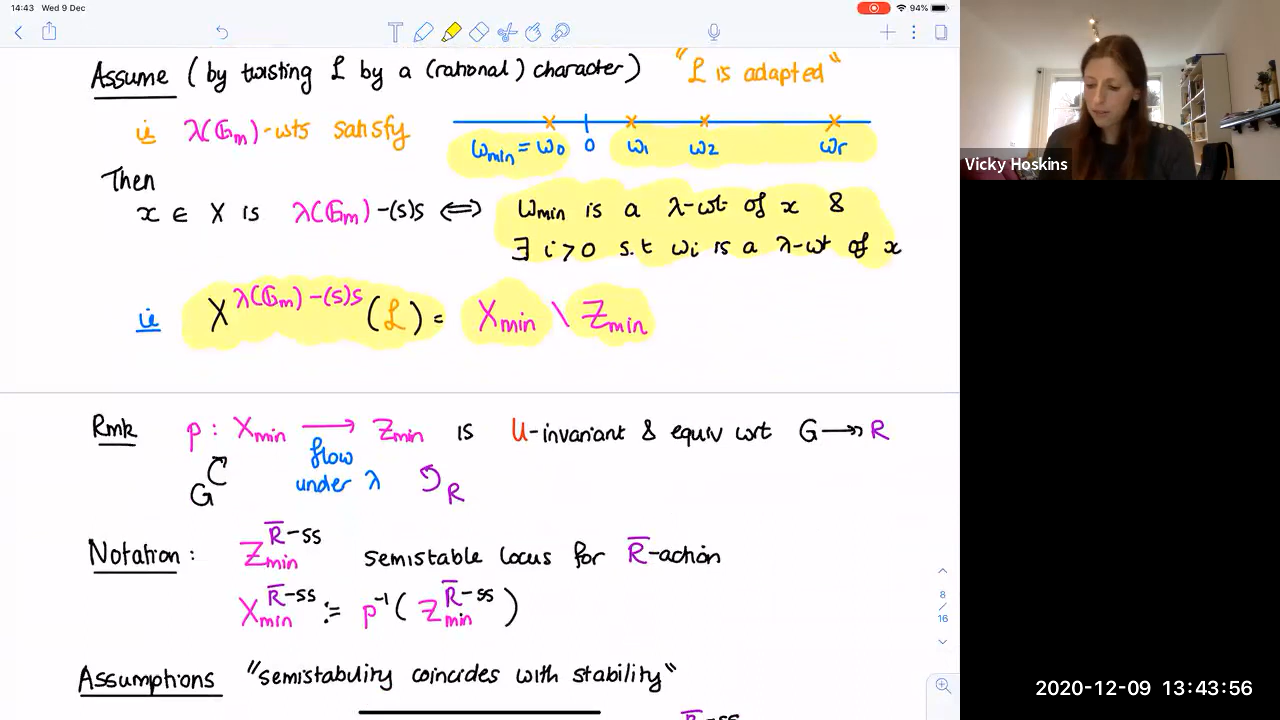 14:43 Wed 9 Dec
94%
Assume (by twisting L by a (rational) character) "L is adapted"
ie λ(𝔾m)-wts satisfy
ωmin = ω0 0 ω1 ω2 ωr
Then
x ∈ X is λ(𝔾m)-(s)s ⟺ ωmin is a λ-wt of x &
∃ i > 0 s.t ωi is a λ-wt of x
ie X^{λ(𝔾m)-(s)s}(L) = Xmin \ Zmin
Vicky Hoskins
Rmk p : Xmin → Zmin is U-invariant & equiv wrt G ↠ R
flow
under λ
G R
Notation : Zmin^{R̅-ss} semistable locus for R̅-action
Xmin^{R̅-ss} := p⁻¹( Zmin^{R̅-ss} )
8
/
16
Assumptions "semistability coincides with stability"
R̅-ss
2020-12-09 13:43:56